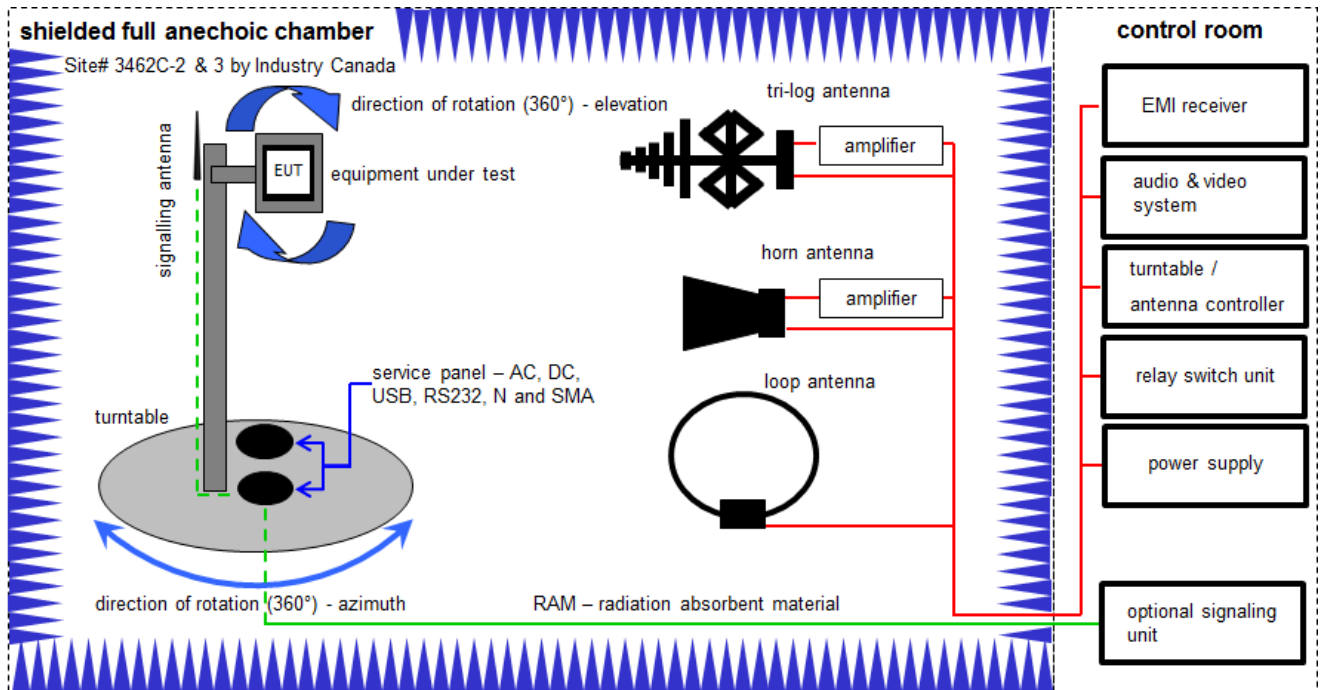 shielded full anechoic chamber
control room
Site# 3462C-2 & 3 by Industry Canada
direction of rotation (360°) - elevation
signalling antenna
EUT
equipment under test
tri-log antenna
amplifier
horn antenna
amplifier
loop antenna
service panel – AC, DC,
USB, RS232, N and SMA
turntable
direction of rotation (360°) - azimuth
RAM – radiation absorbent material
EMI receiver
audio & video
system
turntable /
antenna controller
relay switch unit
power supply
optional signaling
unit